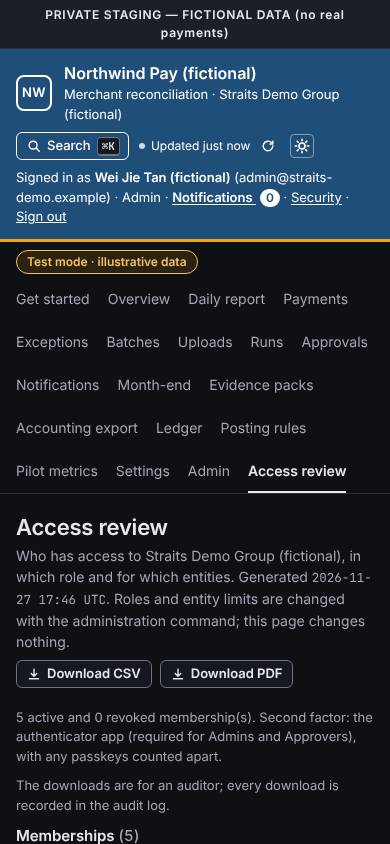 PRIVATE STAGING — FICTIONAL DATA (no real
payments)
NW
Northwind Pay (fictional)
Merchant reconciliation · Straits Demo Group
(fictional)
Search ⌘K Updated just now
Signed in as Wei Jie Tan (fictional) (admin@straits-
demo.example) · Admin · Notifications 0 · Security ·
Sign out
Test mode · illustrative data
Get started Overview Daily report Payments
Exceptions Batches Uploads Runs Approvals
Notifications Month-end Evidence packs
Accounting export Ledger Posting rules
Pilot metrics Settings Admin Access review
Access review
Who has access to Straits Demo Group (fictional), in
which role and for which entities. Generated 2026-11-
27 17:46 UTC. Roles and entity limits are changed
with the administration command; this page changes
nothing.
Download CSV Download PDF
5 active and 0 revoked membership(s). Second factor: the
authenticator app (required for Admins and Approvers),
with any passkeys counted apart.
The downloads are for an auditor; every download is
recorded in the audit log.
Memberships (5)